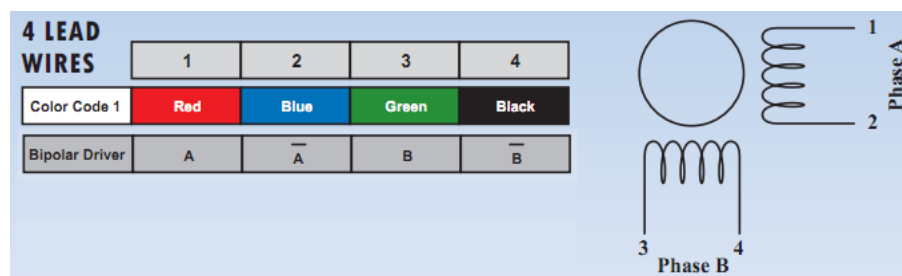 4 LEAD
WIRES
1 2 3 4
Color Code 1 Red Blue Green Black
Bipolar Driver A A̅ B B̅
1
2
Phase A
3 4
Phase B